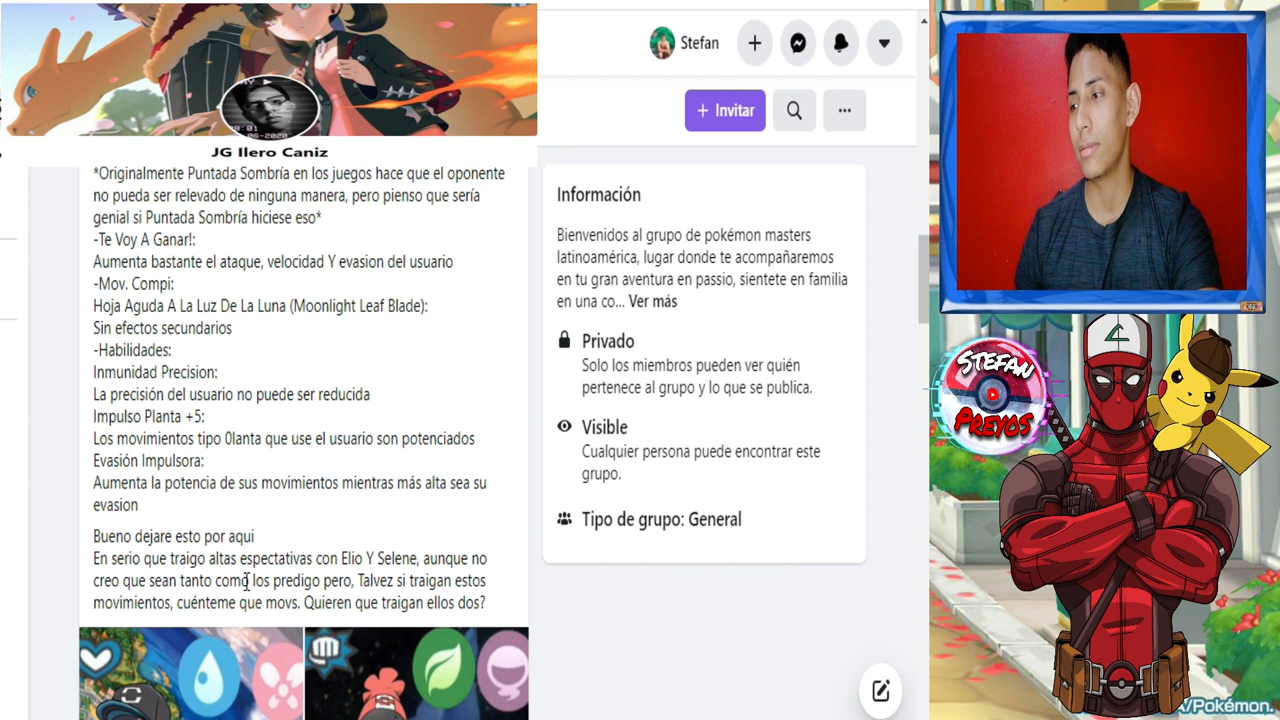 JG Ilero Caniz
*Originalmente Puntada Sombría en los juegos hace que el oponente
no pueda ser relevado de ninguna manera, pero pienso que sería
genial si Puntada Sombría hiciese eso*
-Te Voy A Ganar!:
Aumenta bastante el ataque, velocidad Y evasion del usuario
-Mov. Compi:
Hoja Aguda A La Luz De La Luna (Moonlight Leaf Blade):
Sin efectos secundarios
-Habilidades:
Inmunidad Precision:
La precisión del usuario no puede ser reducida
Impulso Planta +5:
Los movimientos tipo 0lanta que use el usuario son potenciados
Evasión Impulsora:
Aumenta la potencia de sus movimientos mientras más alta sea su
evasion
Bueno dejare esto por aqui
En serio que traigo altas espectativas con Elio Y Selene, aunque no
creo que sean tanto como los predigo pero, Talvez si traigan estos
movimientos, cuénteme que movs. Quieren que traigan ellos dos?
Stefan
+ Invitar
Información
Bienvenidos al grupo de pokémon masters
latinoamérica, lugar donde te acompañaremos
en tu gran aventura en passio, sientete en familia
en una co... Ver más
Privado
Solo los miembros pueden ver quién
pertenece al grupo y lo que se publica.
Visible
Cualquier persona puede encontrar este
grupo.
Tipo de grupo: General
STEFAN
PREYOS
/Pokémon.